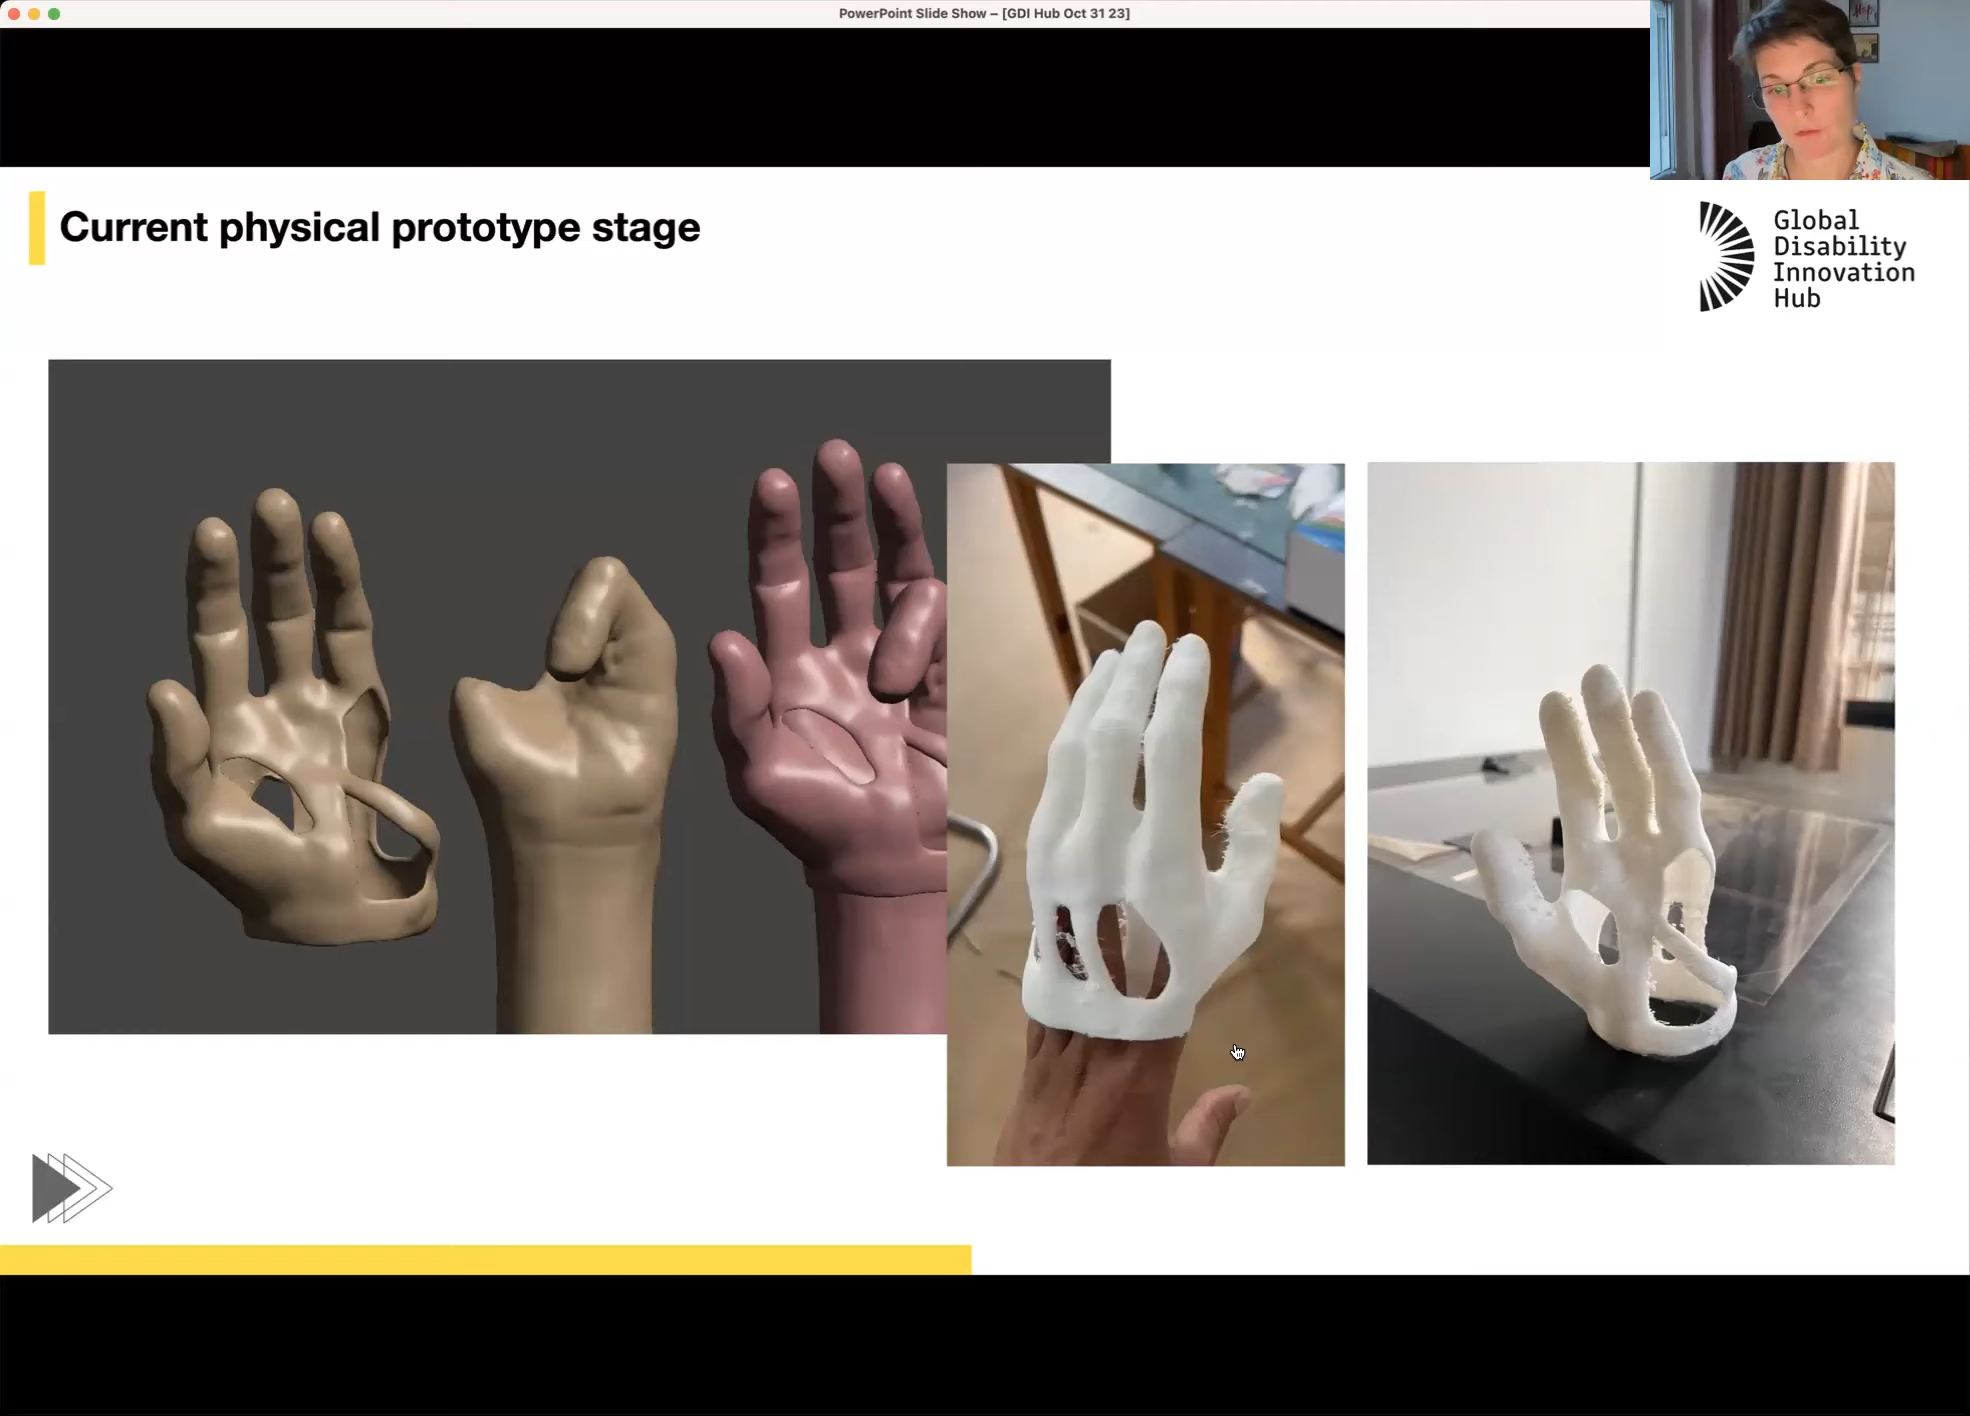 PowerPoint Slide Show – [GDI Hub Oct 31 23]
Current physical prototype stage
Global
Disability
Innovation
Hub